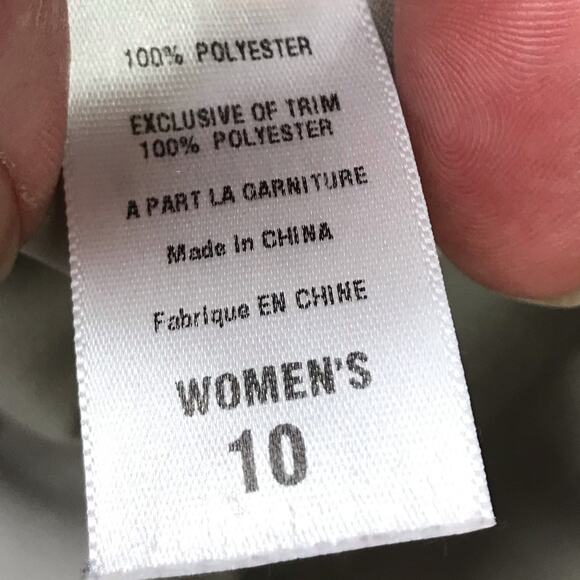 100% POLYESTER
EXCLUSIVE OF TRIM
100% POLYESTER
A PART LA GARNITURE
Made In CHINA
Fabrique EN CHINE
WOMEN'S
10